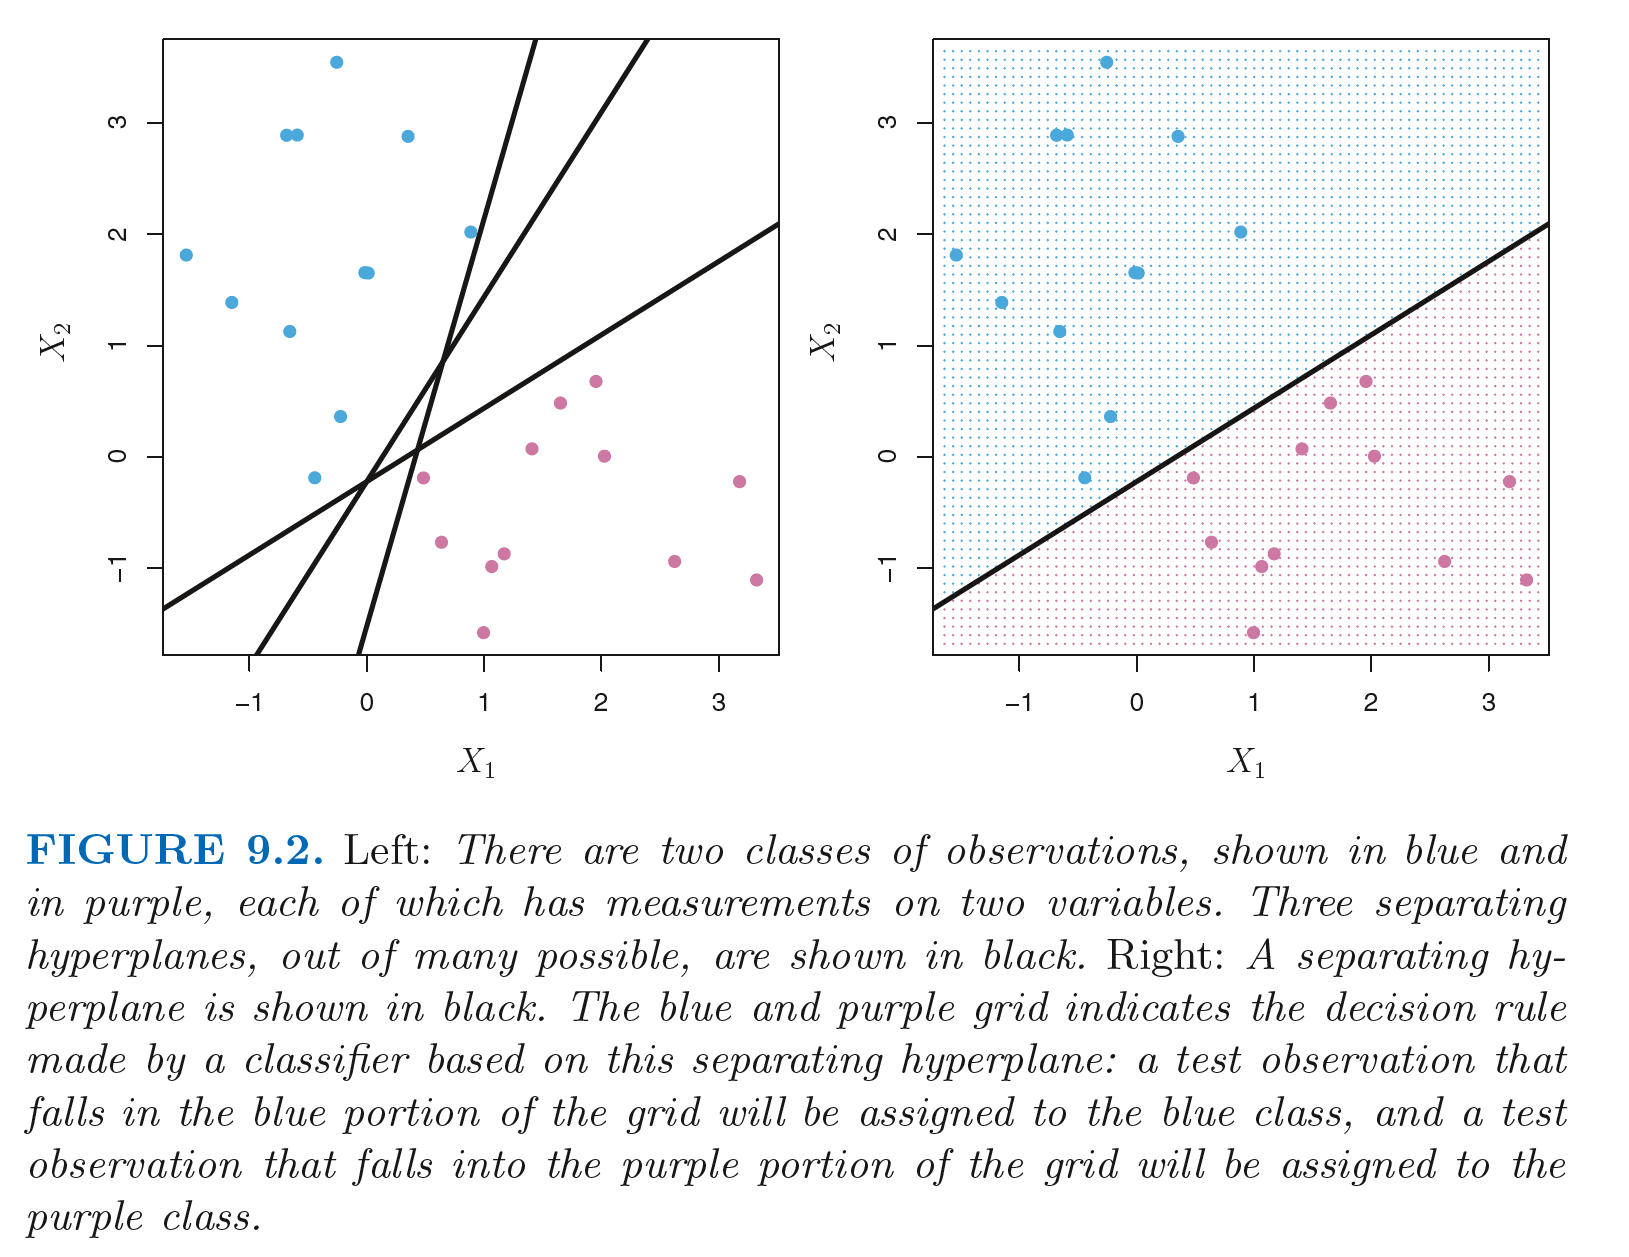 3
2
1
0
−1
X2
−1 0 1 2 3
X1
3
2
1
0
−1
X2
−1 0 1 2 3
X1
FIGURE 9.2. Left: There are two classes of observations, shown in blue and
in purple, each of which has measurements on two variables. Three separating
hyperplanes, out of many possible, are shown in black. Right: A separating hy-
perplane is shown in black. The blue and purple grid indicates the decision rule
made by a classifier based on this separating hyperplane: a test observation that
falls in the blue portion of the grid will be assigned to the blue class, and a test
observation that falls into the purple portion of the grid will be assigned to the
purple class.